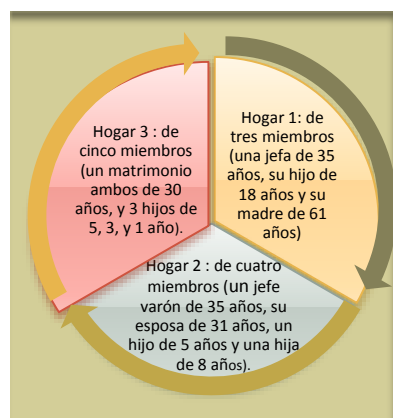 Hogar 1: de
tres miembros
(una jefa de 35
años, su hijo de
18 años y su
madre de 61
años)
Hogar 2 : de cuatro
miembros (un jefe
varón de 35 años, su
esposa de 31 años, un
hijo de 5 años y una hija
de 8 años).
Hogar 3 : de
cinco miembros
(un matrimonio
ambos de 30
años, y 3 hijos de
5, 3, y 1 año).